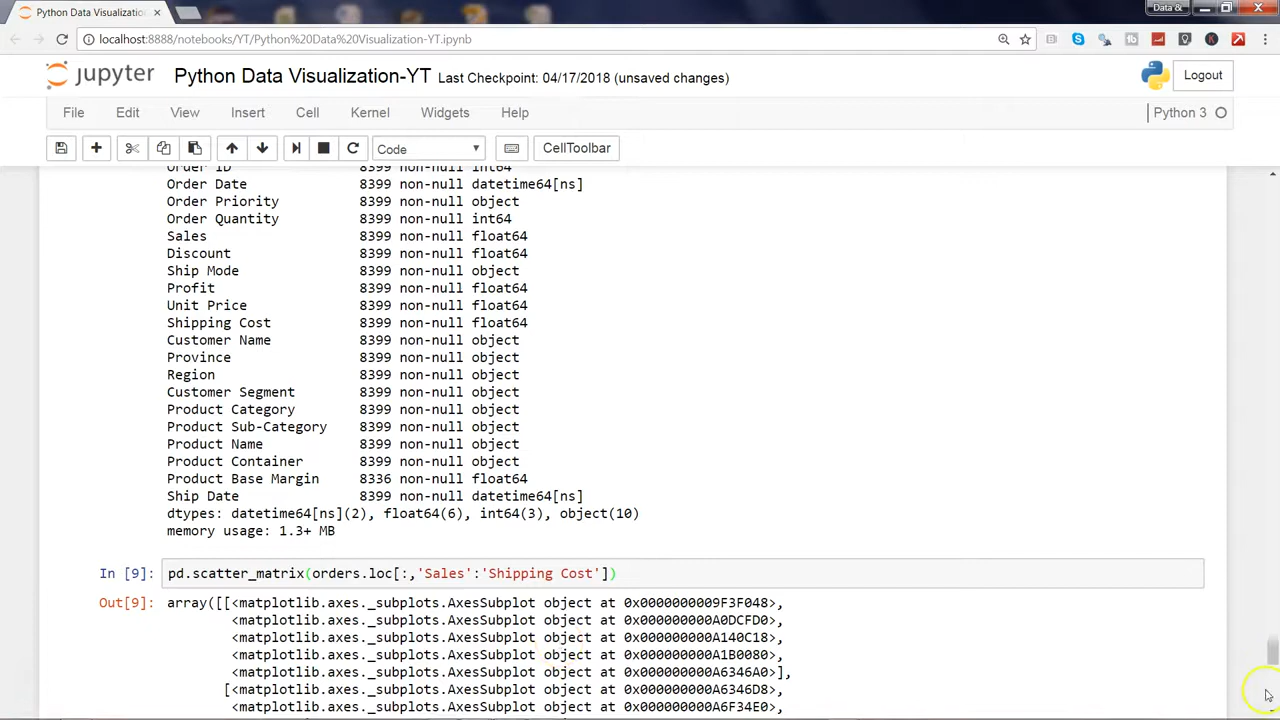 Python Data Visualization
Data &
localhost:8888/notebooks/YT/Python%20Data%20Visualization-YT.ipynb
jupyter Python Data Visualization-YT Last Checkpoint: 04/17/2018 (unsaved changes)
Logout
File Edit View Insert Cell Kernel Widgets Help
Python 3
Code
CellToolbar
Order ID 8399 non-null int64
Order Date 8399 non-null datetime64[ns]
Order Priority 8399 non-null object
Order Quantity 8399 non-null int64
Sales 8399 non-null float64
Discount 8399 non-null float64
Ship Mode 8399 non-null object
Profit 8399 non-null float64
Unit Price 8399 non-null float64
Shipping Cost 8399 non-null float64
Customer Name 8399 non-null object
Province 8399 non-null object
Region 8399 non-null object
Customer Segment 8399 non-null object
Product Category 8399 non-null object
Product Sub-Category 8399 non-null object
Product Name 8399 non-null object
Product Container 8399 non-null object
Product Base Margin 8336 non-null float64
Ship Date 8399 non-null datetime64[ns]
dtypes: datetime64[ns](2), float64(6), int64(3), object(10)
memory usage: 1.3+ MB
In [9]: pd.scatter_matrix(orders.loc[:,'Sales':'Shipping Cost'])
Out[9]: array([[<matplotlib.axes._subplots.AxesSubplot object at 0x0000000009F3F048>,
<matplotlib.axes._subplots.AxesSubplot object at 0x000000000A0DCFD0>,
<matplotlib.axes._subplots.AxesSubplot object at 0x000000000A140C18>,
<matplotlib.axes._subplots.AxesSubplot object at 0x000000000A1B0080>,
<matplotlib.axes._subplots.AxesSubplot object at 0x000000000A6346A0>],
[<matplotlib.axes._subplots.AxesSubplot object at 0x000000000A6346D8>,
<matplotlib.axes._subplots.AxesSubplot object at 0x000000000A6F34E0>,